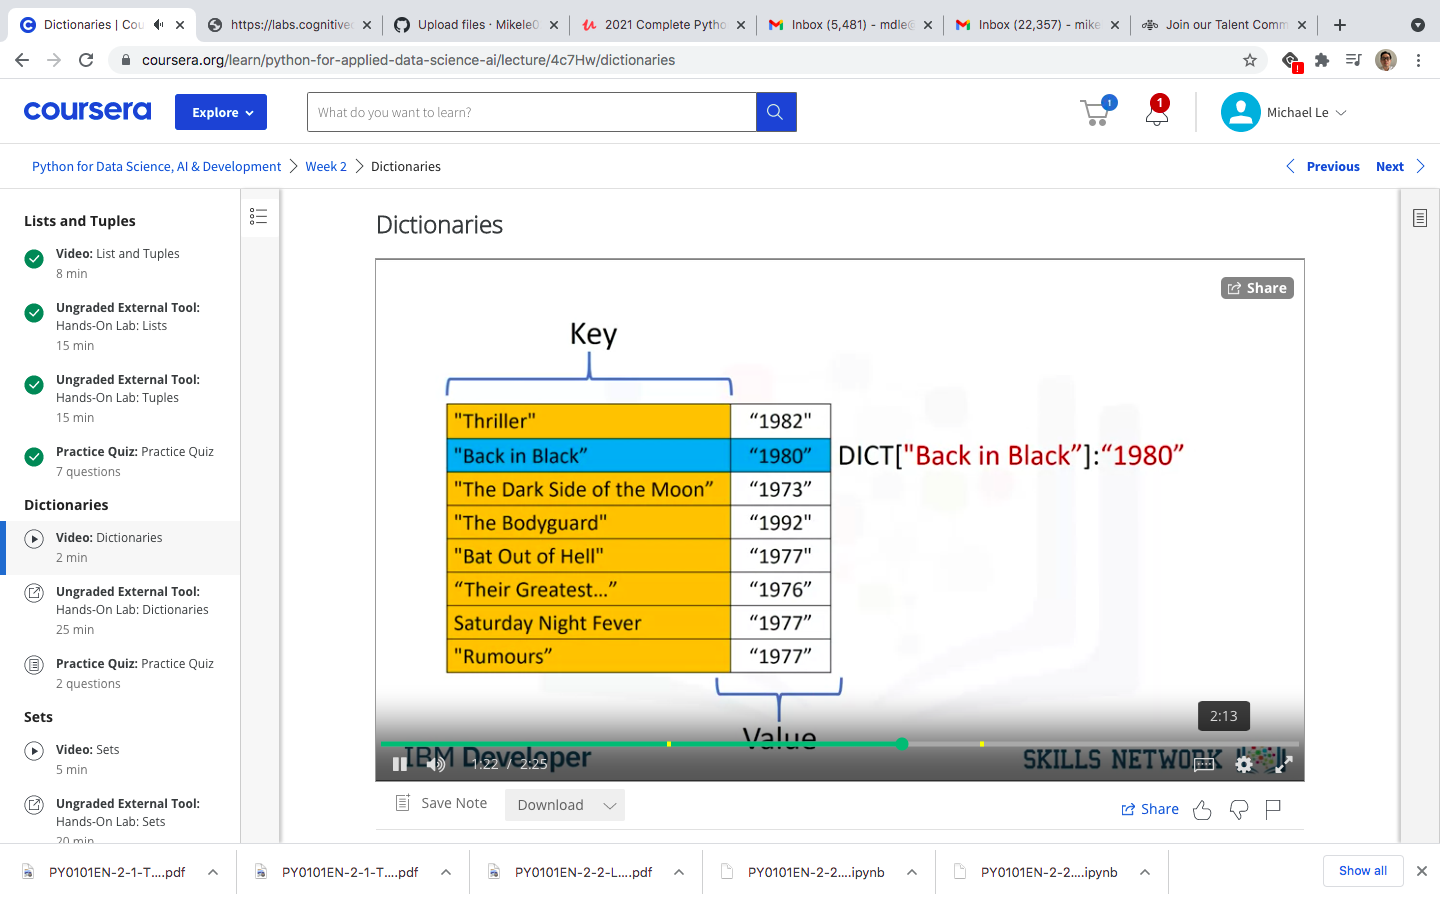 Dictionaries | Cou
https://labs.cognitivec
Upload files · Mikele0
2021 Complete Pytho
Inbox (5,481) - mdle@
Inbox (22,357) - mike
Join our Talent Comm
coursera.org/learn/python-for-applied-data-science-ai/lecture/4c7Hw/dictionaries
coursera
Explore
What do you want to learn?
1
1
Michael Le
Python for Data Science, AI & Development
Week 2
Dictionaries
Previous
Next
Lists and Tuples
Video: List and Tuples
8 min
Ungraded External Tool:
Hands-On Lab: Lists
15 min
Ungraded External Tool:
Hands-On Lab: Tuples
15 min
Practice Quiz: Practice Quiz
7 questions
Dictionaries
Video: Dictionaries
2 min
Ungraded External Tool:
Hands-On Lab: Dictionaries
25 min
Practice Quiz: Practice Quiz
2 questions
Sets
Video: Sets
5 min
Ungraded External Tool:
Hands-On Lab: Sets
20 min
Dictionaries
Share
Key
"Thriller" “1982"
"Back in Black” “1980” DICT["Back in Black”]:“1980”
"The Dark Side of the Moon” “1973”
"The Bodyguard" “1992"
"Bat Out of Hell" “1977"
“Their Greatest...” “1976”
Saturday Night Fever “1977”
"Rumours” “1977”
Value
2:13
IBM Developer
SKILLS NETWORK
1:22 / 2:25
Save Note
Download
Share
PY0101EN-2-1-T....pdf
PY0101EN-2-1-T....pdf
PY0101EN-2-2-L....pdf
PY0101EN-2-2....ipynb
PY0101EN-2-2....ipynb
Show all